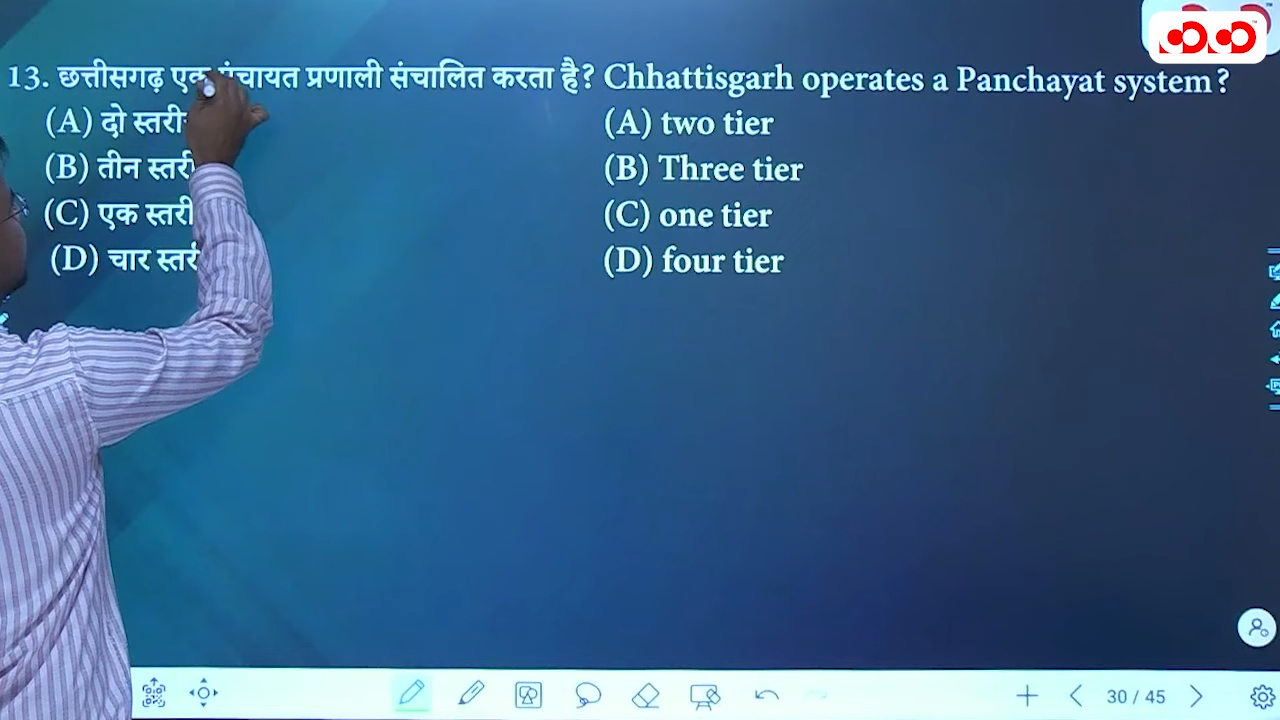 13. छत्तीसगढ़ एक पंचायत प्रणाली संचालित करता है? Chhattisgarh operates a Panchayat system?
(A) दो स्तरी
(A) two tier
(B) तीन स्तरी
(B) Three tier
(C) एक स्तरी
(C) one tier
(D) चार स्तरी
(D) four tier
30 / 45